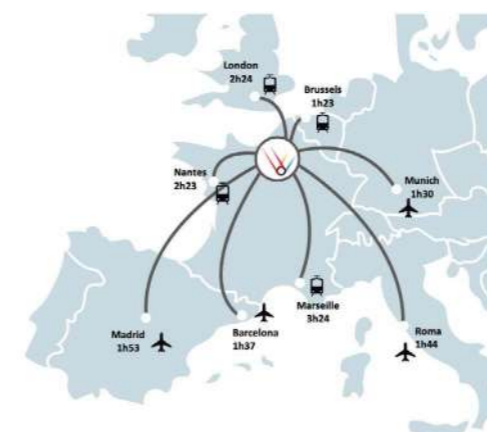 London
2h24
Brussels
1h23
Nantes
2h23
Munich
1h30
Marseille
3h24
Madrid
1h53
Barcelona
1h37
Roma
1h44